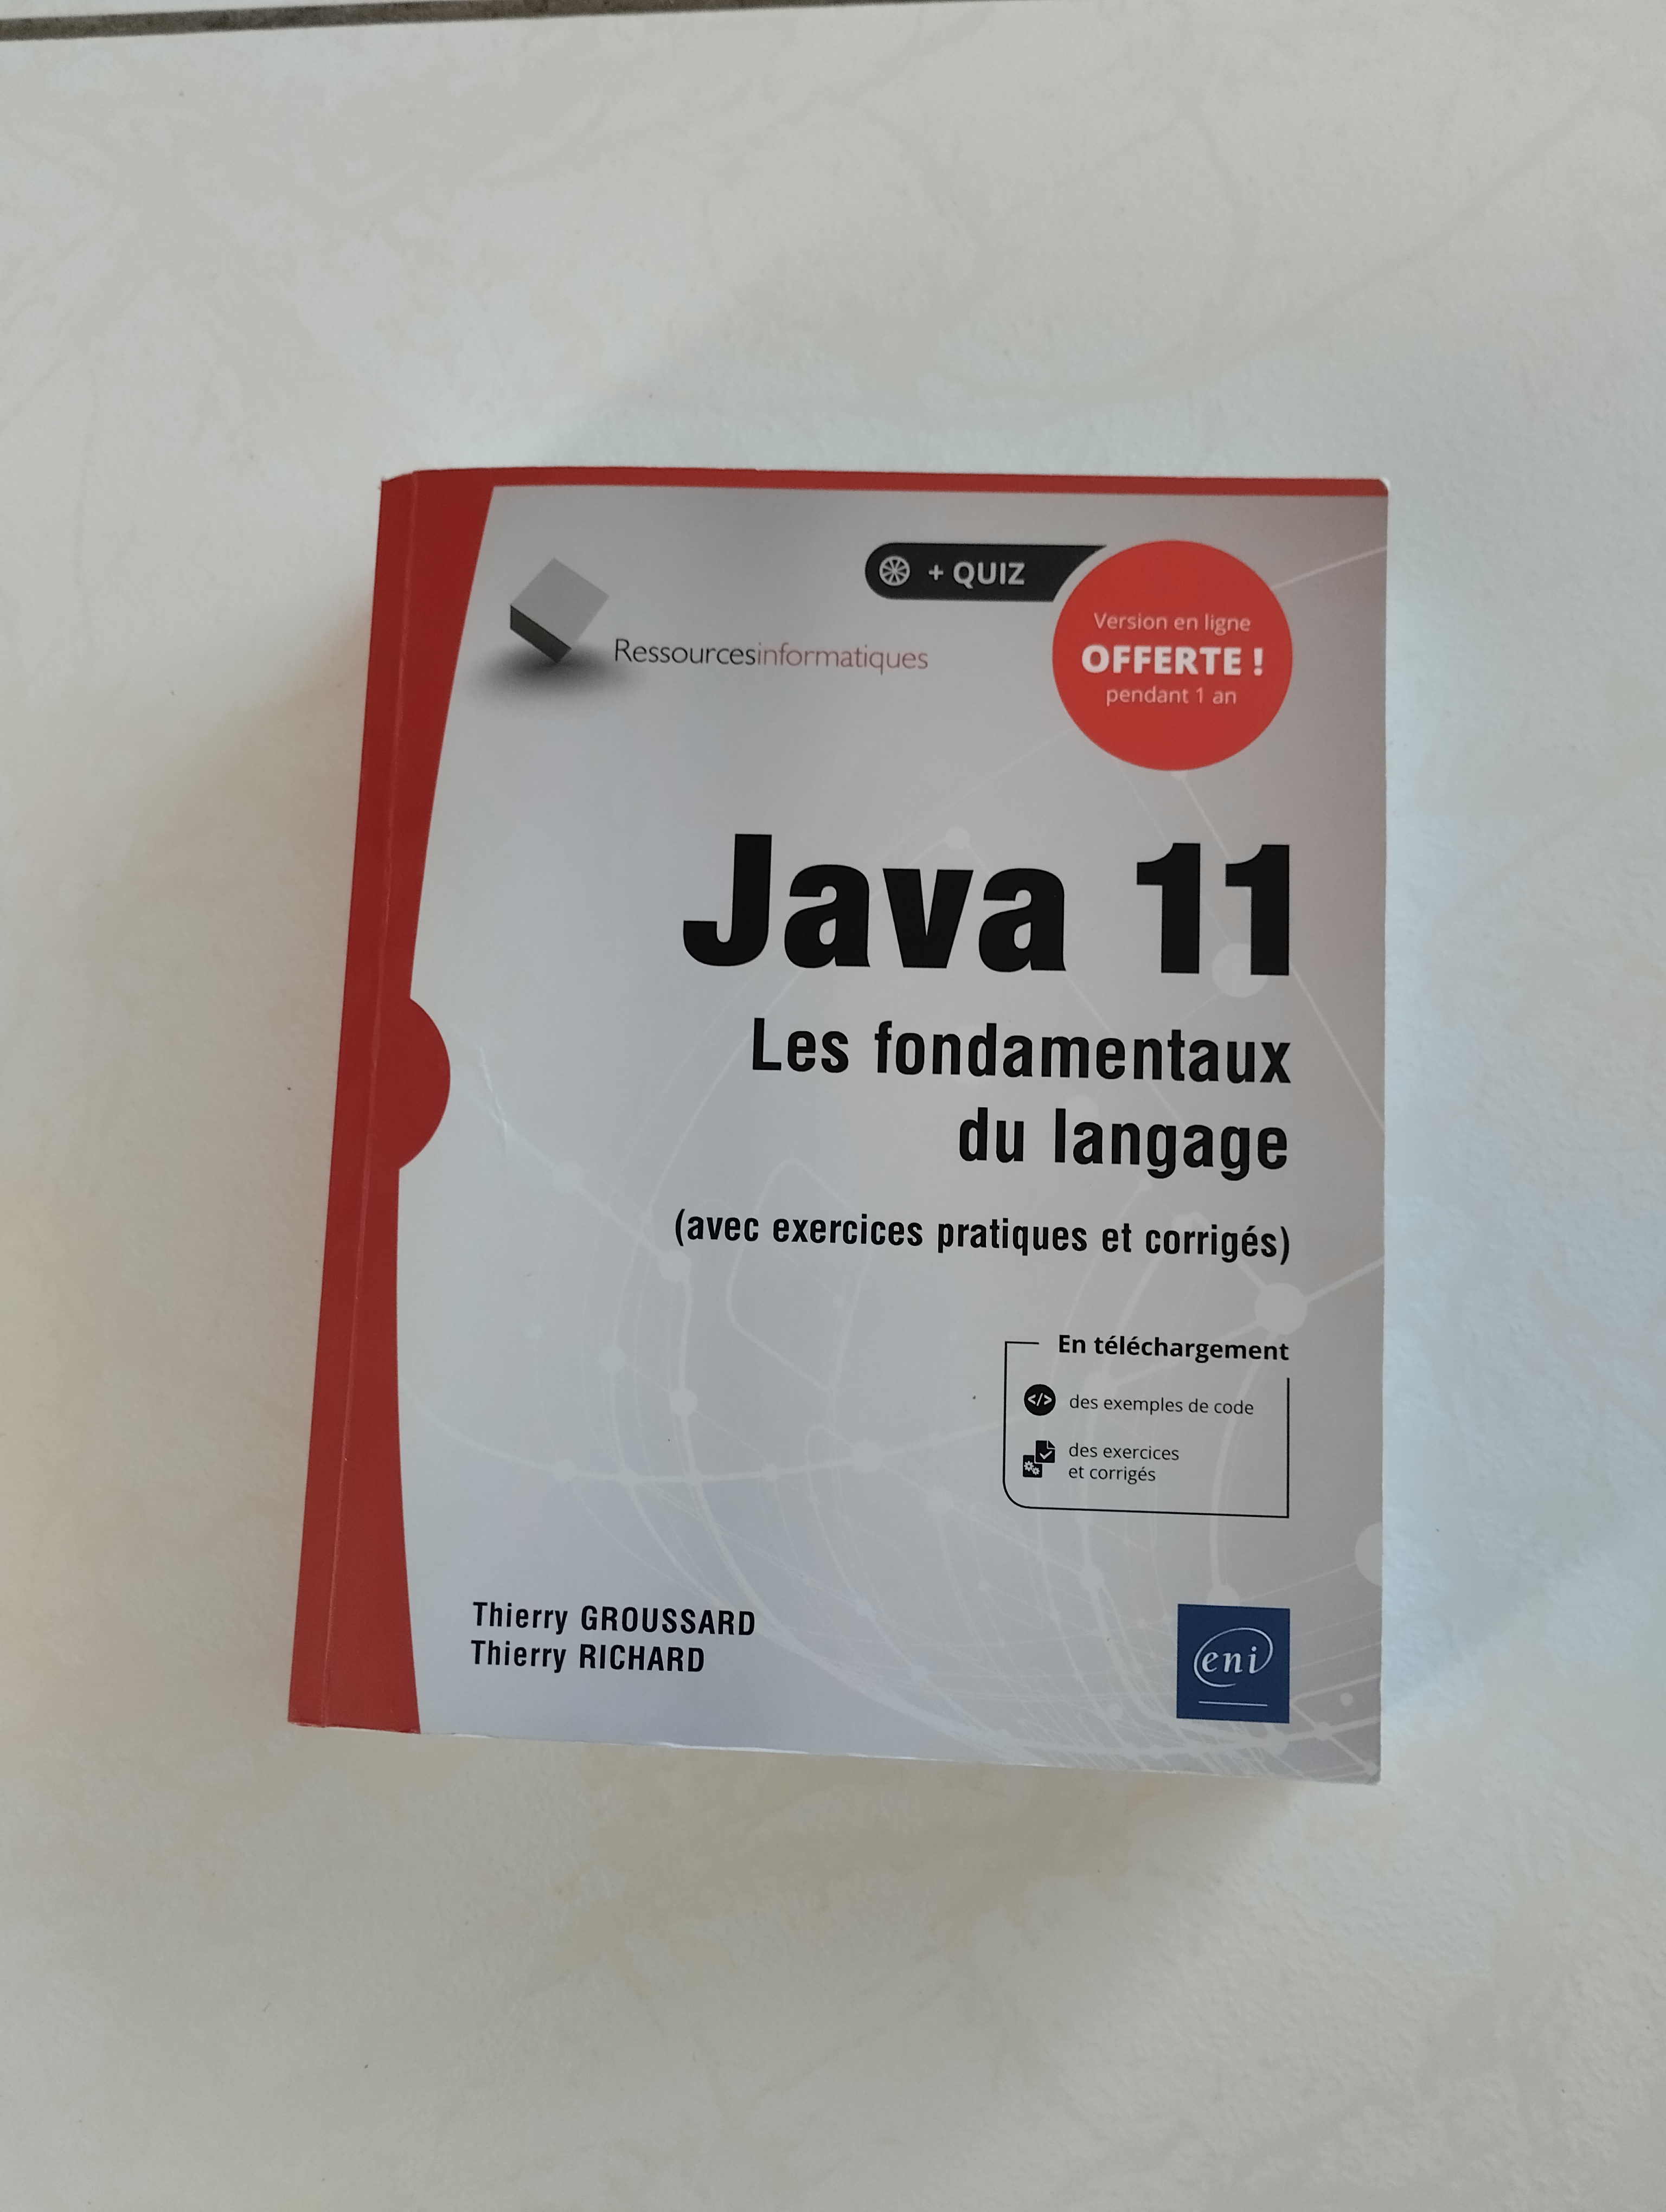 + QUIZ
Version en ligne
OFFERTE !
pendant 1 an
Ressourcesinformatiques
Java 11
Les fondamentaux
du langage
(avec exercices pratiques et corrigés)
En téléchargement
</> des exemples de code
des exercices
et corrigés
Thierry GROUSSARD
Thierry RICHARD
eni